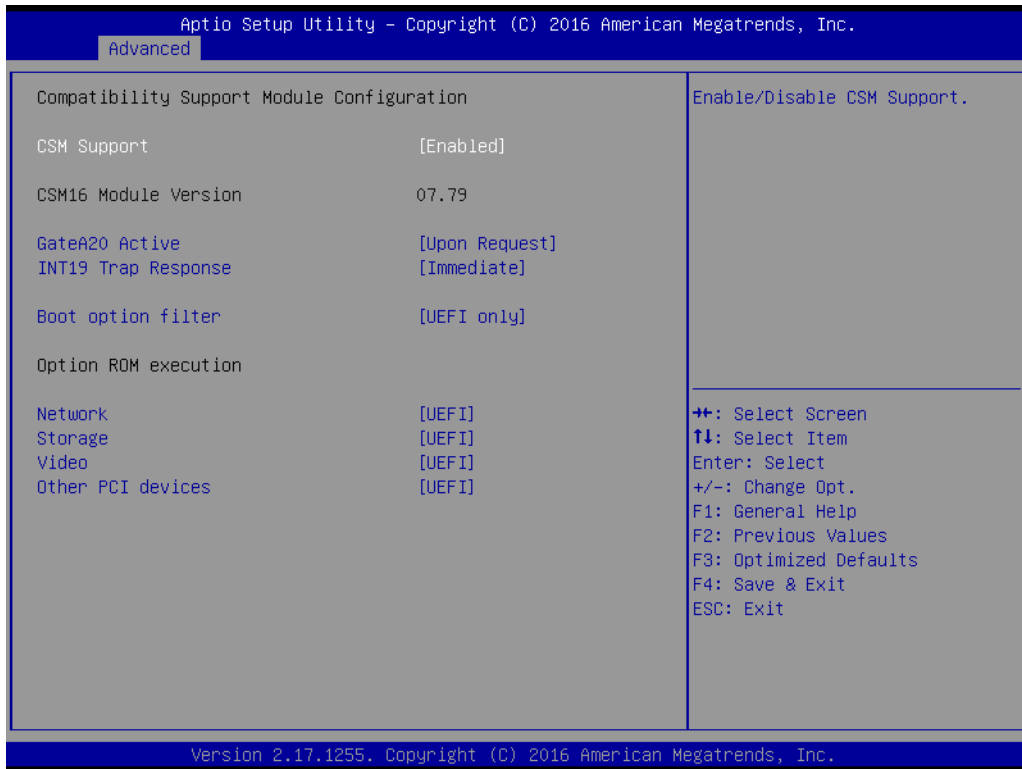 Aptio Setup Utility – Copyright (C) 2016 American Megatrends, Inc.
Advanced
Compatibility Support Module Configuration
CSM Support [Enabled]
CSM16 Module Version 07.79
GateA20 Active [Upon Request]
INT19 Trap Response [Immediate]
Boot option filter [UEFI only]
Option ROM execution
Network [UEFI]
Storage [UEFI]
Video [UEFI]
Other PCI devices [UEFI]
Enable/Disable CSM Support.
→←: Select Screen
↑↓: Select Item
Enter: Select
+/-: Change Opt.
F1: General Help
F2: Previous Values
F3: Optimized Defaults
F4: Save & Exit
ESC: Exit
Version 2.17.1255. Copyright (C) 2016 American Megatrends, Inc.